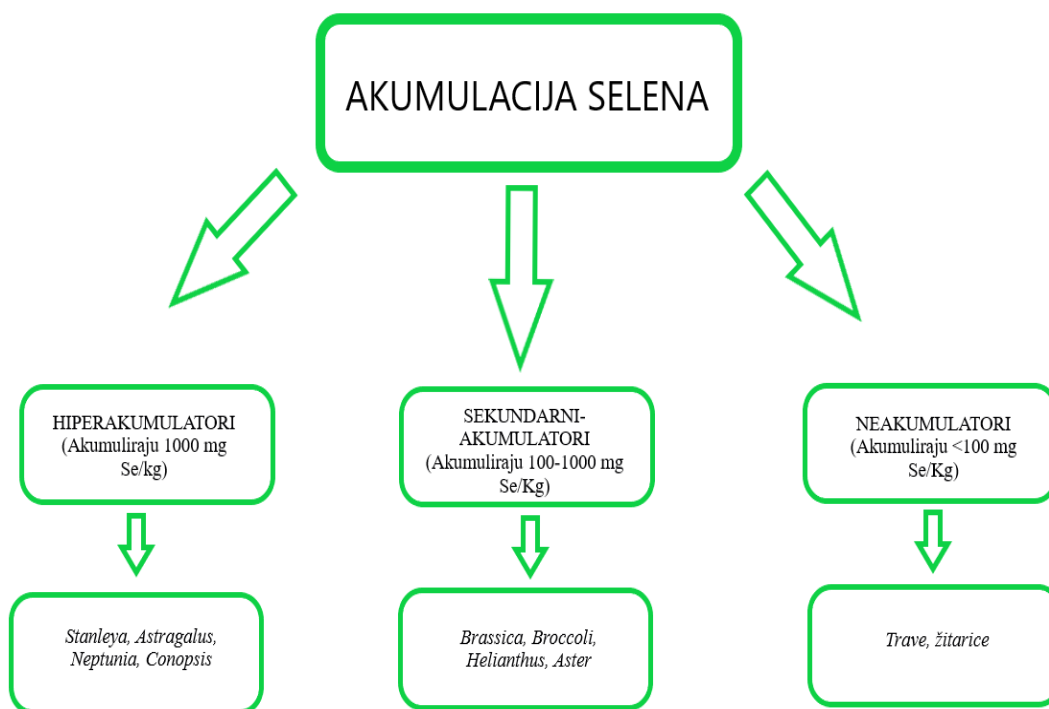 AKUMULACIJA SELENA
HIPERAKUMULATORI
(Akumuliraju 1000 mg
Se/kg)
SEKUNDARNI-
AKUMULATORI
(Akumuliraju 100-1000 mg
Se/Kg)
NEAKUMULATORI
(Akumuliraju <100 mg
Se/Kg)
Stanleya, Astragalus,
Neptunia, Conopsis
Brassica, Broccoli,
Helianthus, Aster
Trave, žitarice